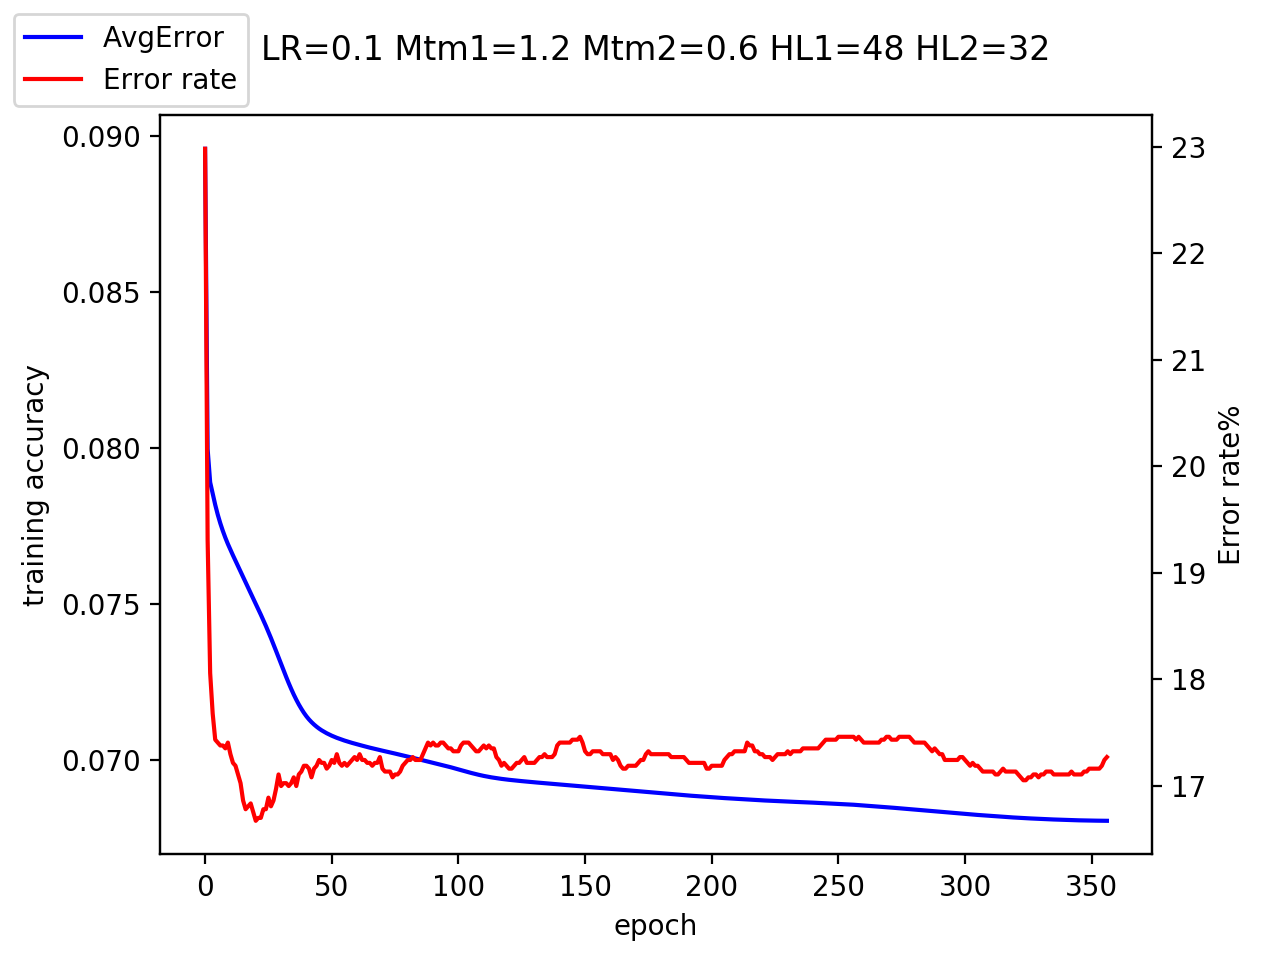 AvgError
Error rate
LR=0.1 Mtm1=1.2 Mtm2=0.6 HL1=48 HL2=32
0.090
0.085
0.080
0.075
0.070
training accuracy
23
22
21
20
19
18
17
Error rate%
0 50 100 150 200 250 300 350
epoch